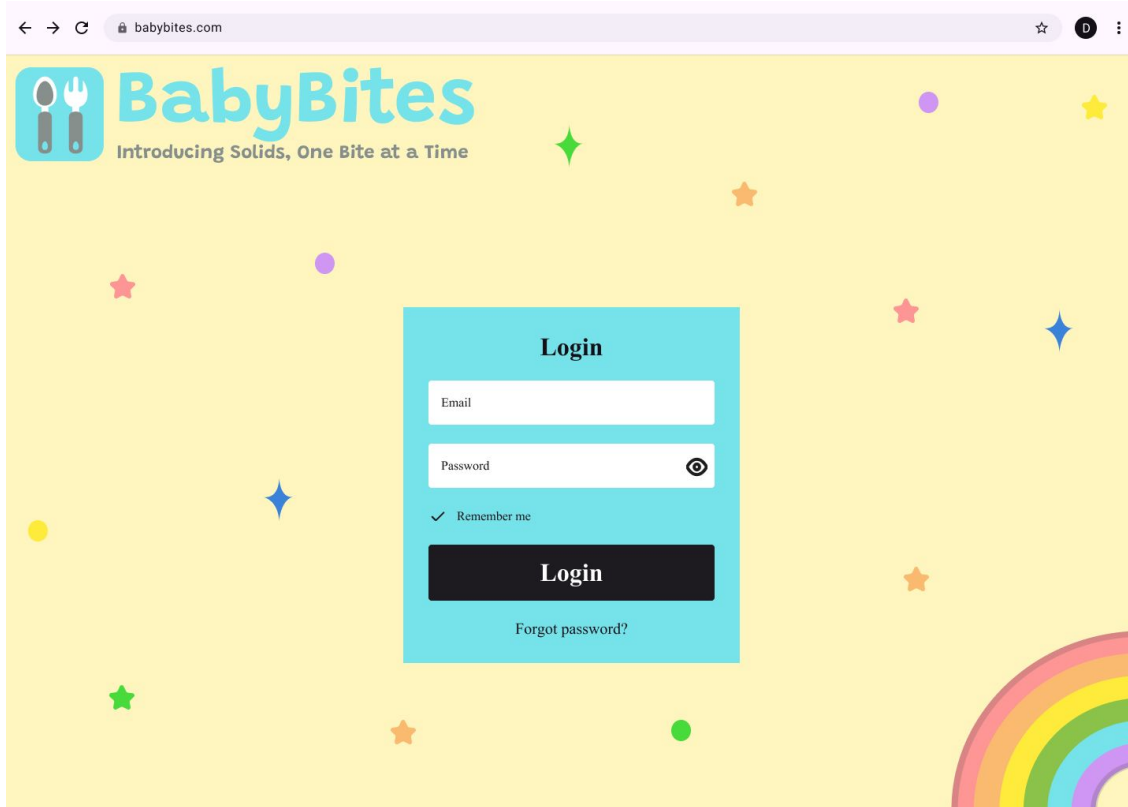 babybites.com
D
BabyBites
Introducing Solids, One Bite at a Time
Login
Email
Password
Remember me
Login
Forgot password?